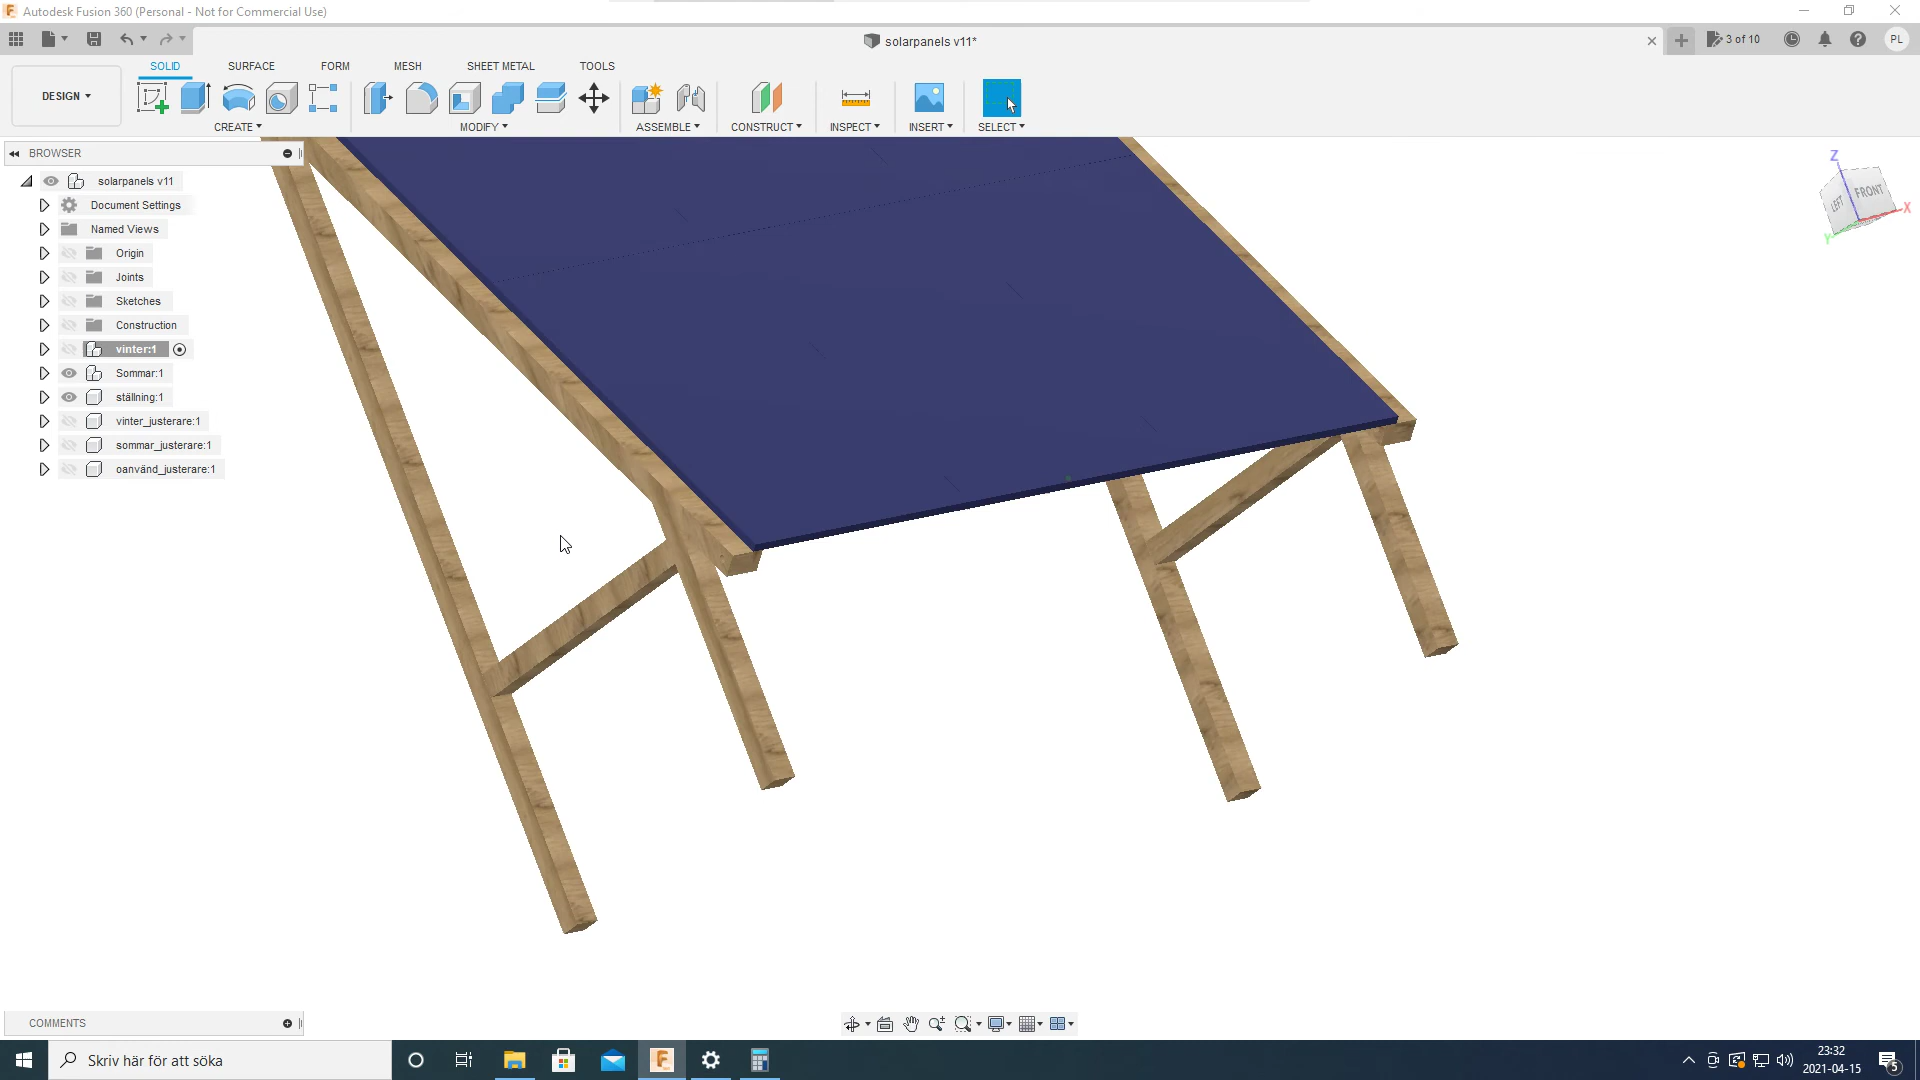 Autodesk Fusion 360 (Personal - Not for Commercial Use)
solarpanels v11*
3 of 10
PL
DESIGN
SOLID
SURFACE
FORM
MESH
SHEET METAL
TOOLS
CREATE
MODIFY
ASSEMBLE
CONSTRUCT
INSPECT
INSERT
SELECT
BROWSER
solarpanels v11
Document Settings
Named Views
Origin
Joints
Sketches
Construction
vinter:1
Sommar:1
ställning:1
vinter_justerare:1
sommar_justerare:1
oanvänd_justerare:1
Z
LEFT
FRONT
X
Y
COMMENTS
Skriv här för att söka
23:32
2021-04-15
5